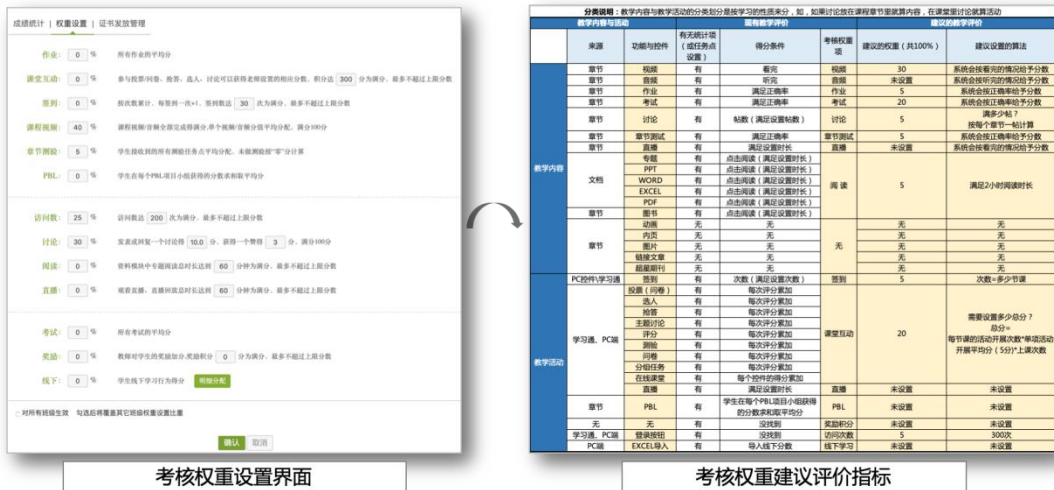 成绩统计 | 权重设置 | 证书发放管理
作业： 0 % 所有作业的平均分
课堂互动： 0 % 参与投票/问卷、抢答、选人、讨论可以获得老师设置的相应分数，积分达 300 分为满分，最多不超过上限分数
签到： 0 % 按次数累计，每签到一次+1，签到数达 30 次为满分，最多不超过上限分数
课程视频： 40 % 课程视频/音频全部完成得满分,单个视频/音频分值平均分配，满分100分
章节测验： 5 % 学生接收到的所有测验任务点平均分配，未做测验按"零"分计算
PBL： 0 % 学生在每个PBL项目小组获得的分数求和取平均分
访问数： 25 % 访问数达 200 次为满分，最多不超过上限分数
讨论： 30 % 发表或回复一个讨论得 10.0 分，获得一个赞得 3 分，满分100分
阅读： 0 % 资料模块中专题阅读总时长达到 60 分钟为满分，最多不超过上限分数
直播： 0 % 观看直播、直播回放总时长达到 60 分钟为满分，最多不超过上限分数
考试： 0 % 所有考试的平均分
奖励： 0 % 教师对学生的奖励加分,奖励积分 0 分为满分，最多不超过上限分数
线下： 0 % 学生线下学习行为得分 明细分配
对所有班级生效 勾选后将覆盖其它班级权重设置比重
确认 取消
考核权重设置界面
分类说明：教学内容与教学活动的分类划分是按学习的性质来分，如，如果讨论放在课程章节里就算内容，在课堂里讨论就算活动
教学内容与活动 现有教学评价 建议的教学评价
来源 功能与控件 有无统计项（或任务点设置） 得分条件 考核权重项 建议的权重（共100%） 建议设置的算法
教学内容
章节 视频 有 看完 视频 30 系统会按看完的情况给予分数
章节 音频 有 听完 音频 未设置 系统会按听完的情况给予分数
章节 作业 有 满足正确率 作业 5 系统会按正确率给予分数
章节 考试 有 满足正确率 考试 20 系统会按正确率给予分数
章节 讨论 有 帖数（满足设置帖数） 讨论 5 满多少帖？
按每个章节一帖计算
章节 章节测试 有 满足正确率 章节测试 5 系统会按正确率给予分数
章节 直播 有 满足设置时长 直播 未设置 系统会按看完的情况给予分数
文档 专题 有 点击阅读（满足设置时长） 阅 读 5 满足2小时阅读时长
PPT 有 点击阅读（满足设置时长）
WORD 有 点击阅读（满足设置时长）
EXCEL 有 点击阅读（满足设置时长）
PDF 有 点击阅读（满足设置时长）
章节 图书 有 点击阅读（满足设置时长）
章节 动画 无 无 无 无 无
内页 无 无 无 无
图片 无 无 无 无
链接文章 无 无 无 无
超星期刊 无 无 无 无
教学活动
PC控件\学习通 签到 有 次数（满足设置次数） 签到 5 次数=多少节课
学习通、PC端 投票（问卷） 有 每次评分累加 课堂互动 20 需要设置多少总分？
总分=
每节课的活动开展次数*单项活动
开展平均分（5分)*上课次数
选人 有 每次评分累加
抢答 有 每次评分累加
主题讨论 有 每次评分累加
评分 有 每次评分累加
测验 有 每次评分累加
问卷 有 每次评分累加
分组任务 有 每次评分累加
在线课堂 有 每个控件的得分累加
直播 有 满足设置时长 直播 未设置 未设置
章节 PBL 有 学生在每个PBL项目小组获得的分数求和取平均分 PBL 未设置 未设置
无 无 有 没找到 奖励积分 未设置 未设置
学习通、PC端 登录按钮 有 没找到 访问次数 5 300次
PC端 EXCEL导入 有 导入线下分数 线下学习 未设置 未设置
考核权重建议评价指标